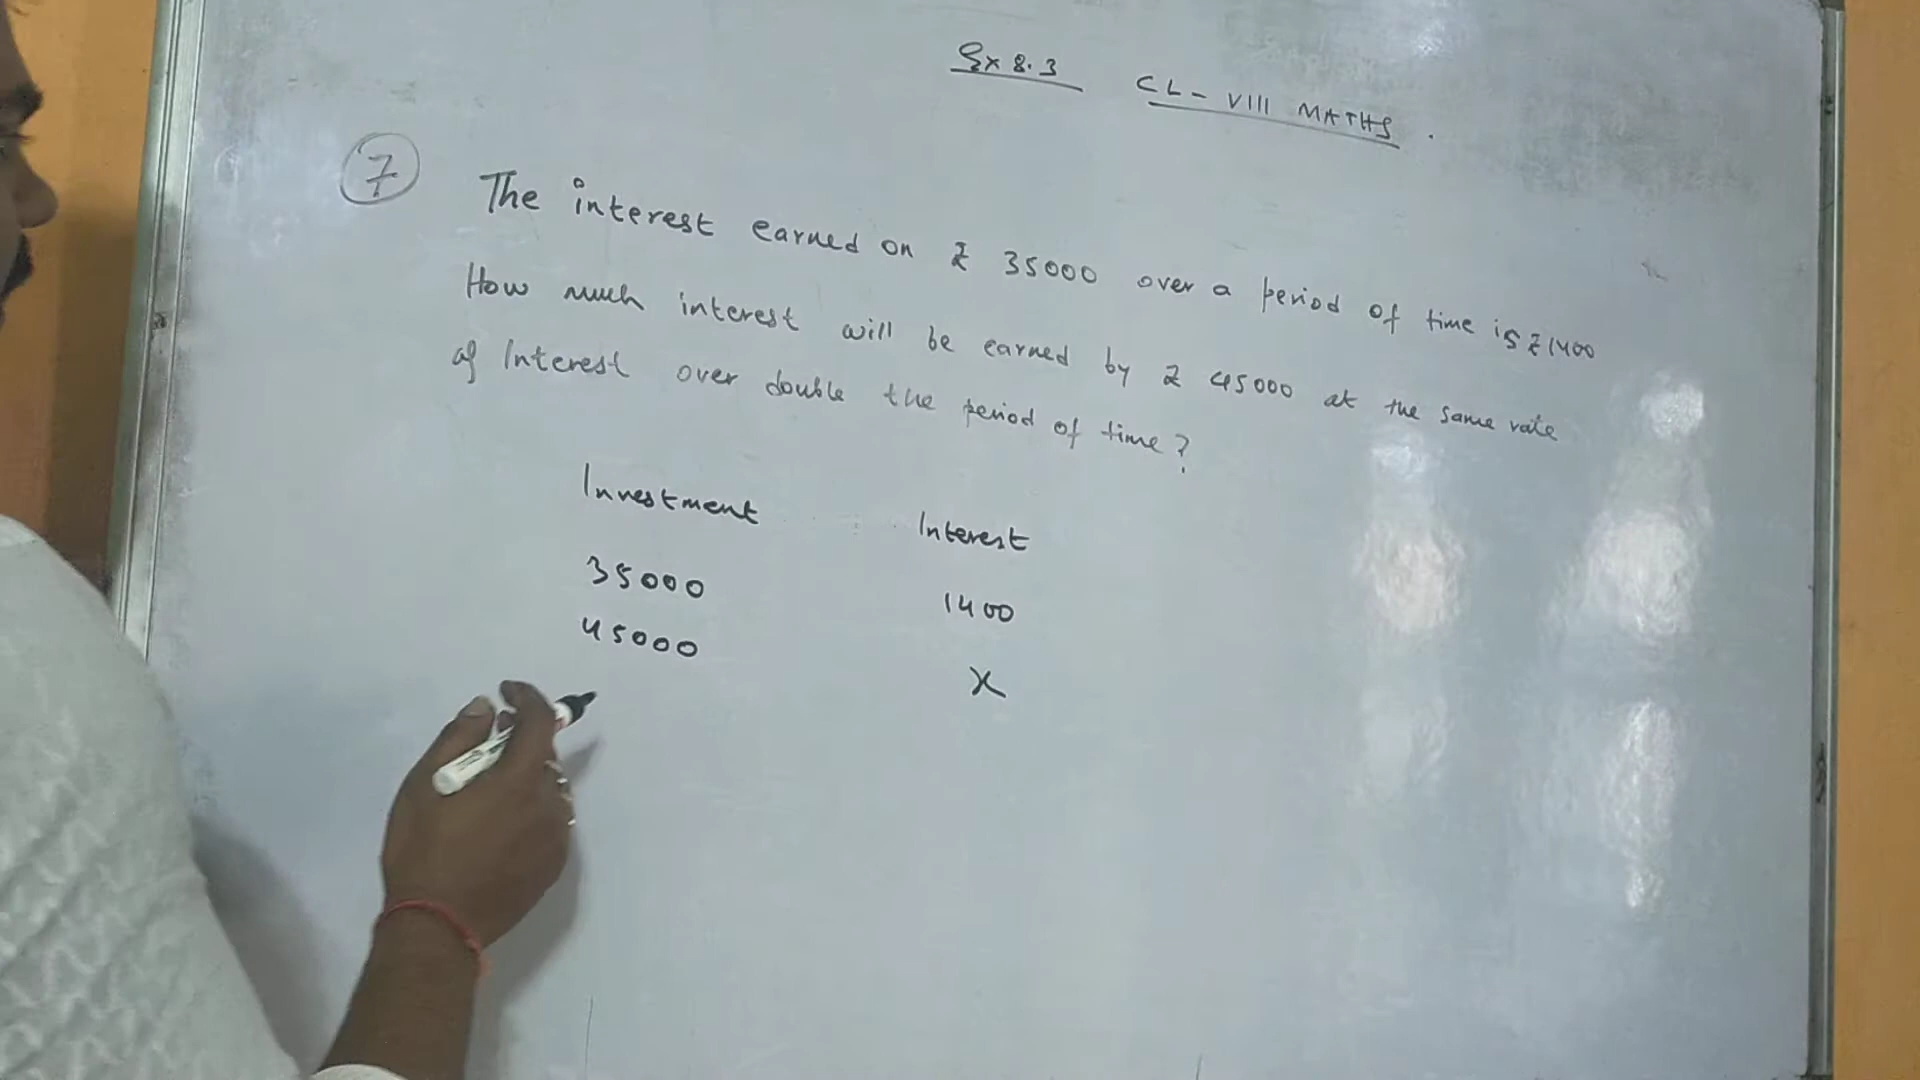 Ex 8.3 CL- VIII MATHS.
7 The interest earned on ₹ 35000 over a period of time is ₹1400
How much interest will be earned by ₹ 45000 at the same rate
of Interest over double the period of time?
Investment Interest
35000 1400
45000 x